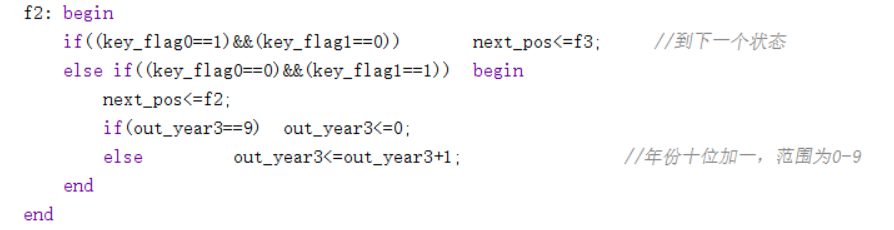 f2: begin
if((key_flag0==1)&&(key_flag1==0)) next_pos<=f3; //到下一个状态
else if((key_flag0==0)&&(key_flag1==1)) begin
next_pos<=f2;
if(out_year3==9) out_year3<=0;
else out_year3<=out_year3+1; //年份十位加一，范围为0-9
end
end